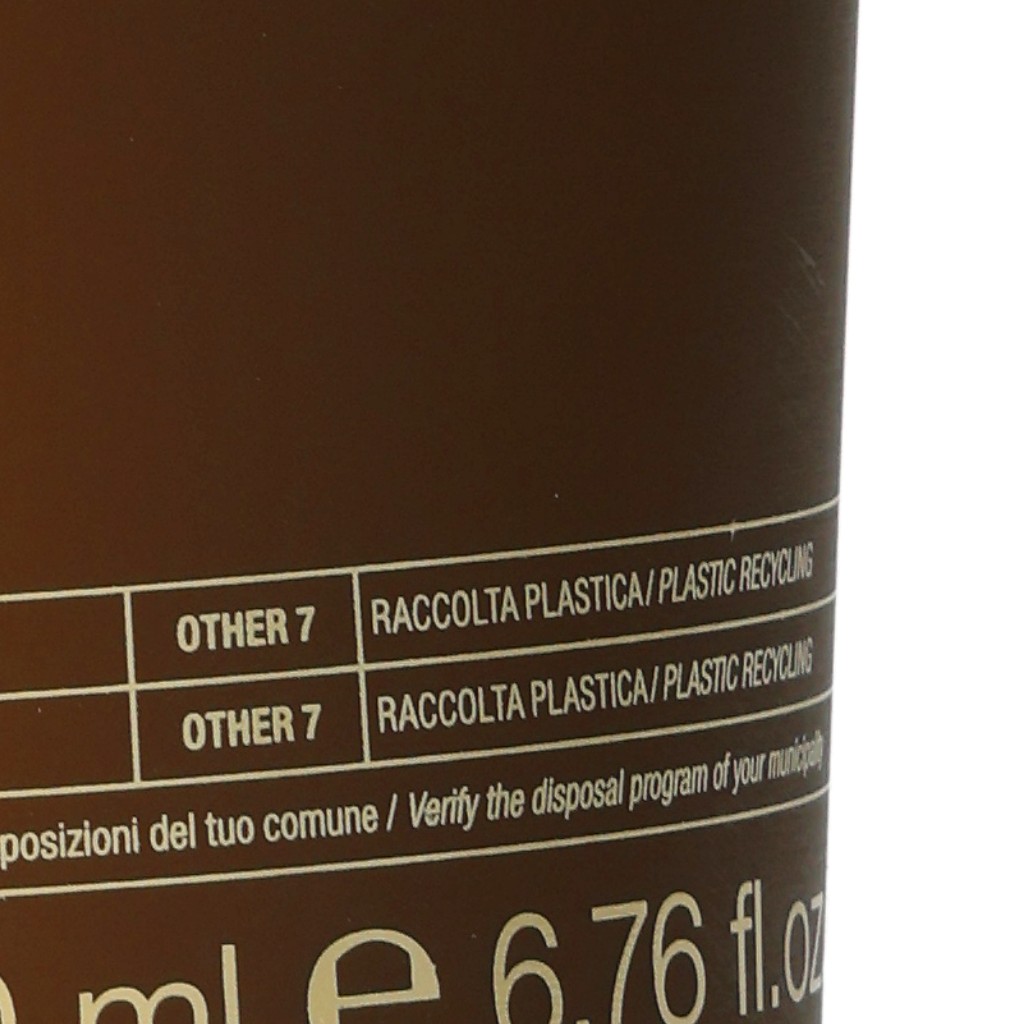 OTHER 7 RACCOLTA PLASTICA / PLASTIC RECYCLING
OTHER 7 RACCOLTA PLASTICA / PLASTIC RECYCLING
posizioni del tuo comune / Verify the disposal program of your municipality
ml e 6.76 fl.oz